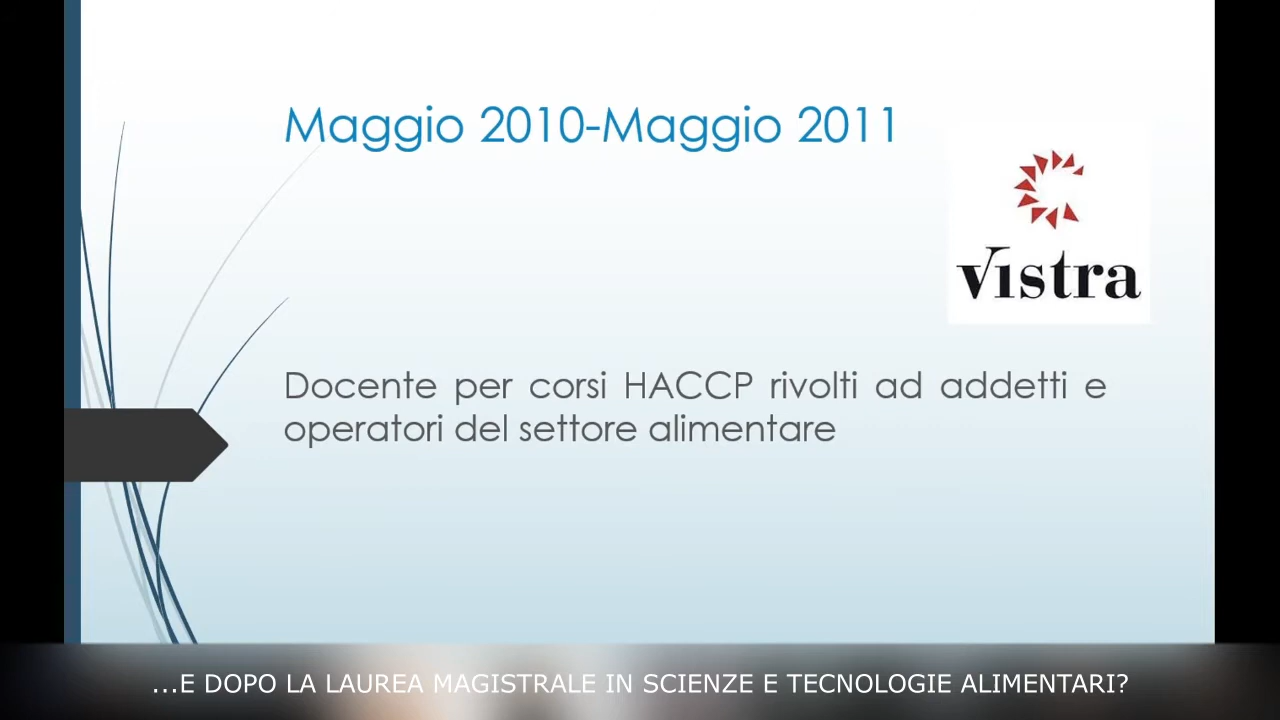 Maggio 2010-Maggio 2011
vistra
Docente per corsi HACCP rivolti ad addetti e
operatori del settore alimentare
...E DOPO LA LAUREA MAGISTRALE IN SCIENZE E TECNOLOGIE ALIMENTARI?